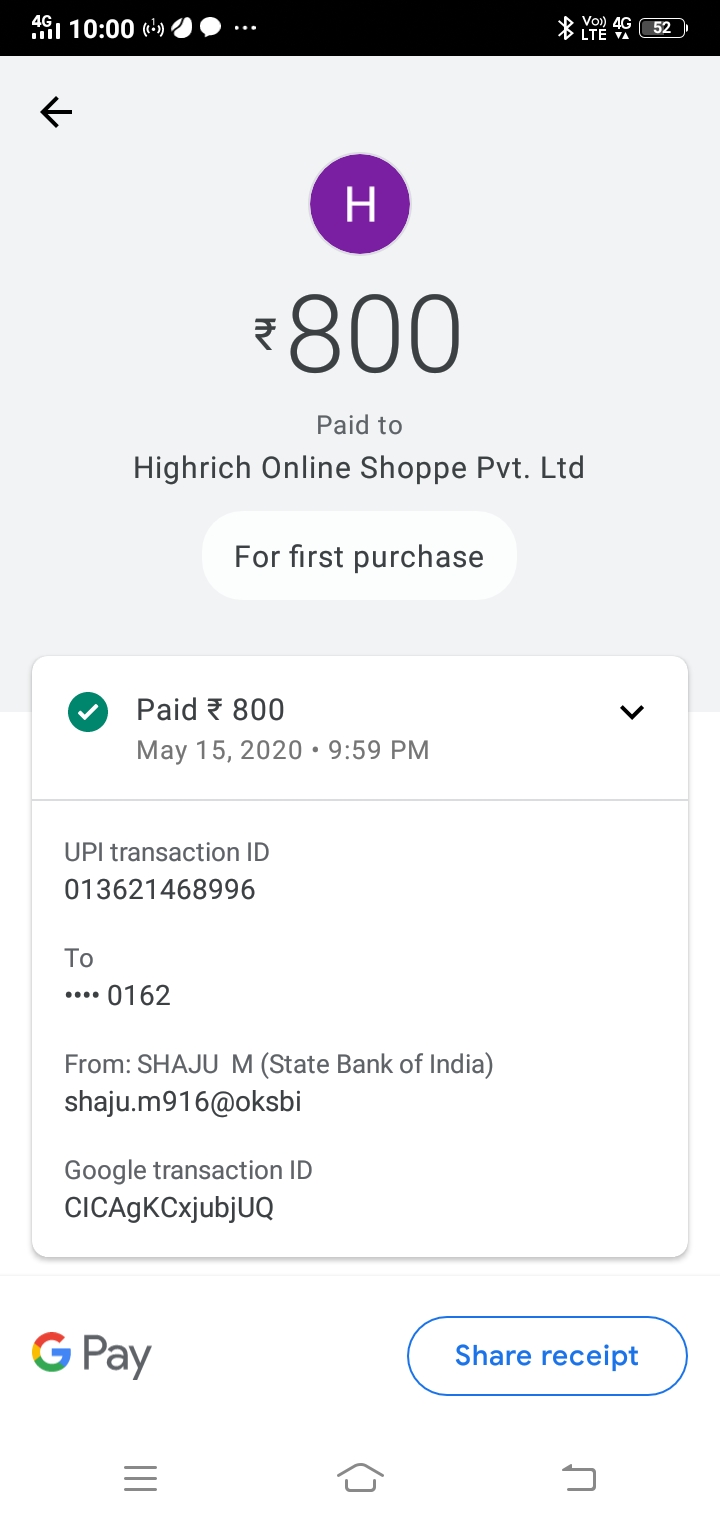 4G 10:00 Vo)) LTE 4G 52
H
₹800
Paid to
Highrich Online Shoppe Pvt. Ltd
For first purchase
Paid ₹ 800
May 15, 2020 • 9:59 PM
UPI transaction ID
013621468996
To
•••• 0162
From: SHAJU  M (State Bank of India)
shaju.m916@oksbi
Google transaction ID
CICAgKCxjubjUQ
G Pay
Share receipt